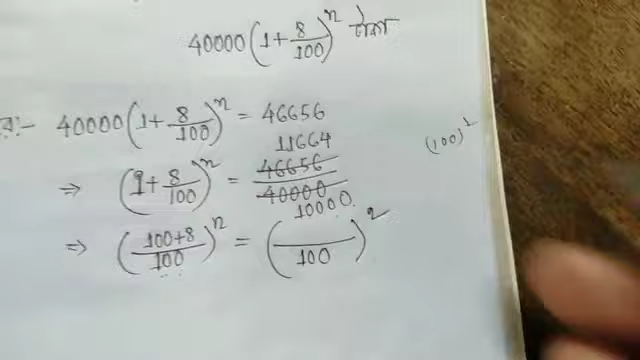 40000(1+8/100)^n টাকা
ব:- 40000(1+8/100)^n = 46656
⇒ (1+8/100)^n = 46656/40000
11664
10000
(100)^2
⇒ ((100+8)/100)^n = ( /100)^2